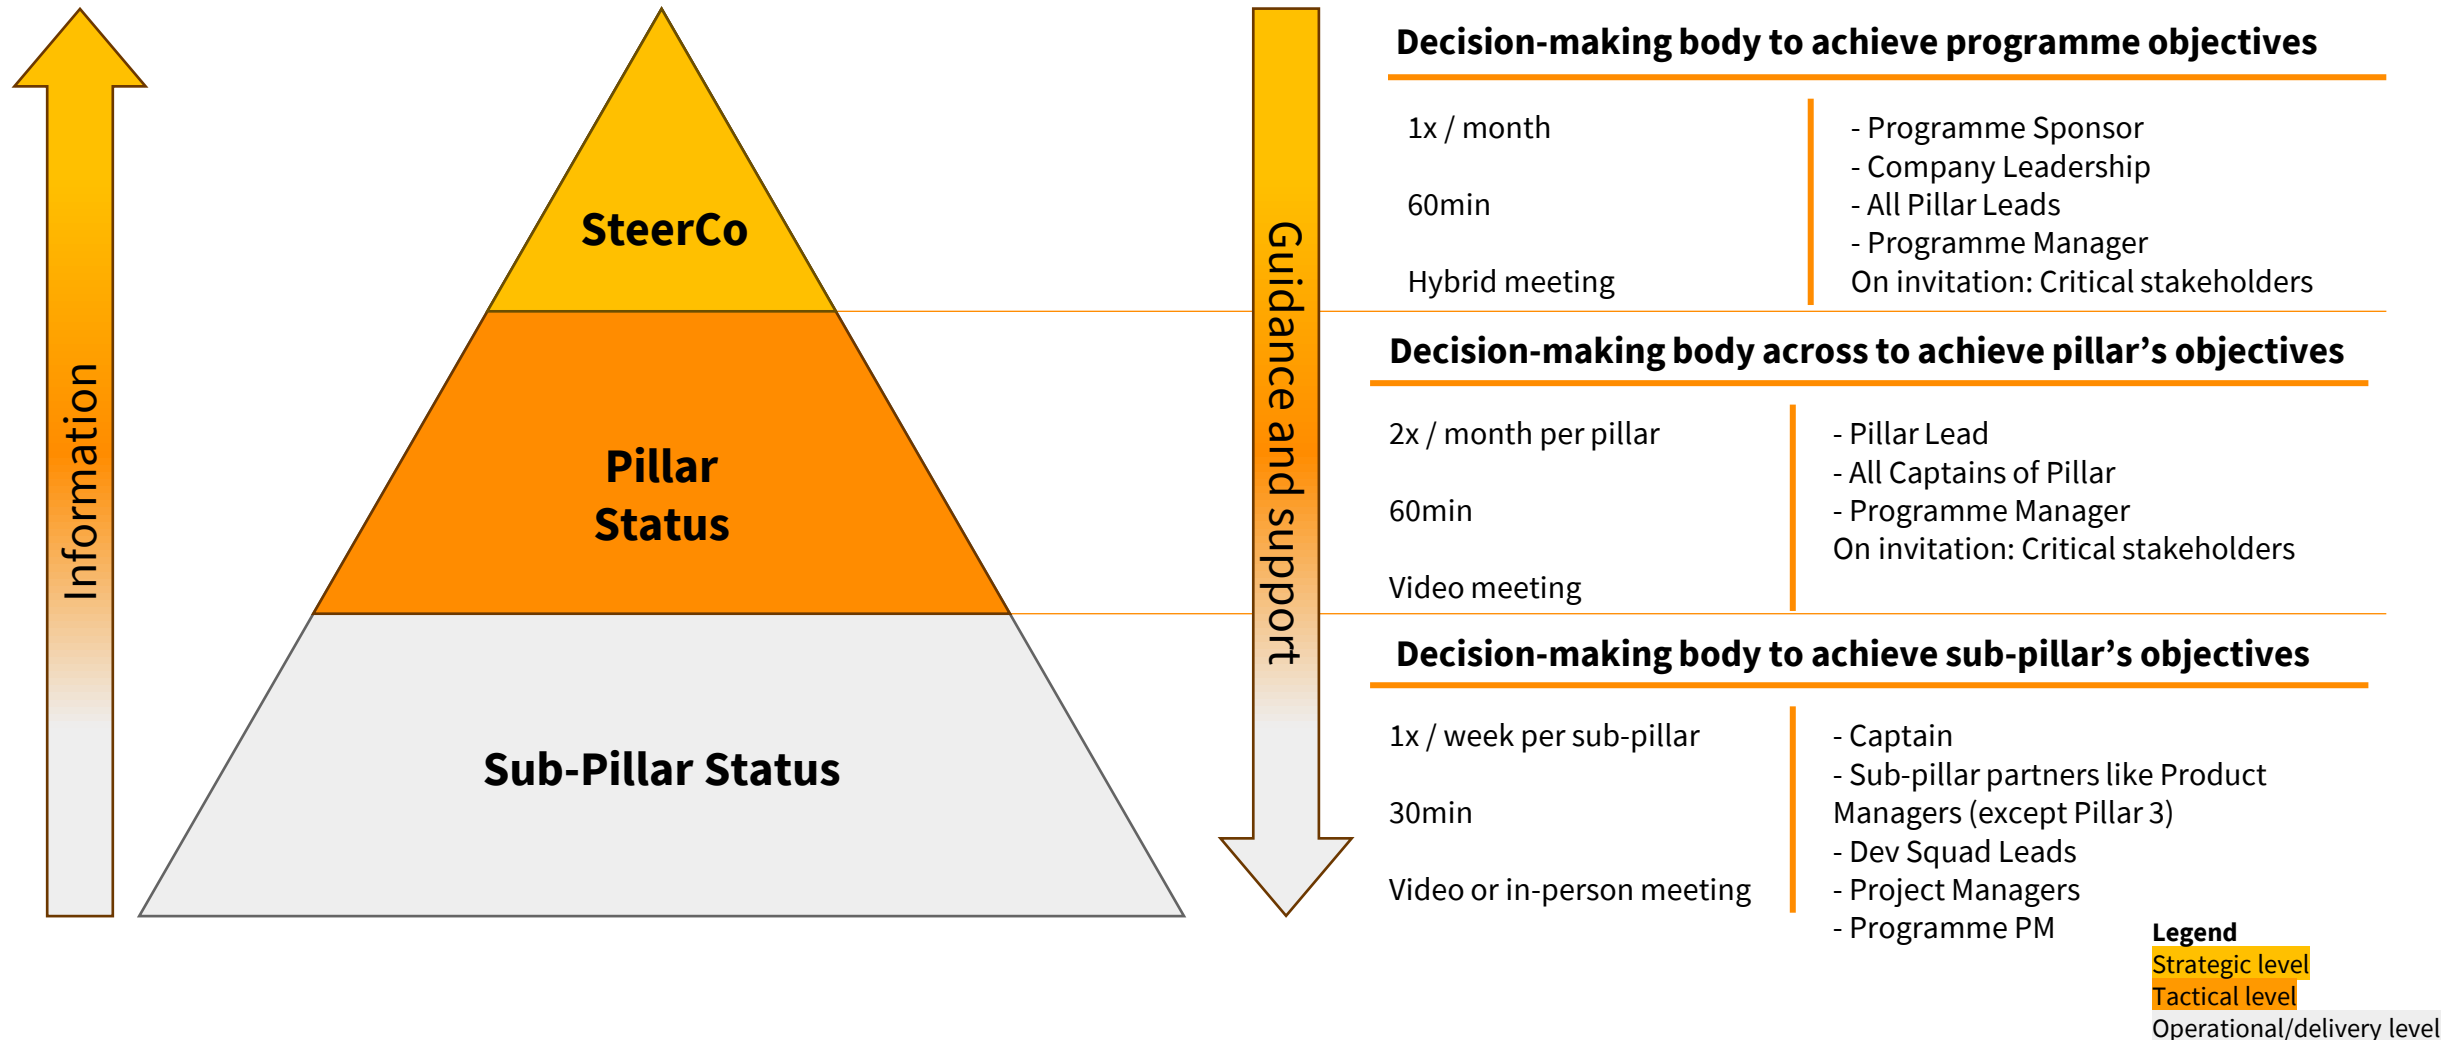 Information
SteerCo
Pillar
Status
Sub-Pillar Status
Guidance and support
Decision-making body to achieve programme objectives
1x / month
60min
Hybrid meeting
- Programme Sponsor
- Company Leadership
- All Pillar Leads
- Programme Manager
On invitation: Critical stakeholders
Decision-making body across to achieve pillar’s objectives
2x / month per pillar
60min
Video meeting
- Pillar Lead
- All Captains of Pillar
- Programme Manager
On invitation: Critical stakeholders
Decision-making body to achieve sub-pillar’s objectives
1x / week per sub-pillar
30min
Video or in-person meeting
- Captain
- Sub-pillar partners like Product
Managers (except Pillar 3)
- Dev Squad Leads
- Project Managers
- Programme PM
Legend
Strategic level
Tactical level
Operational/delivery level